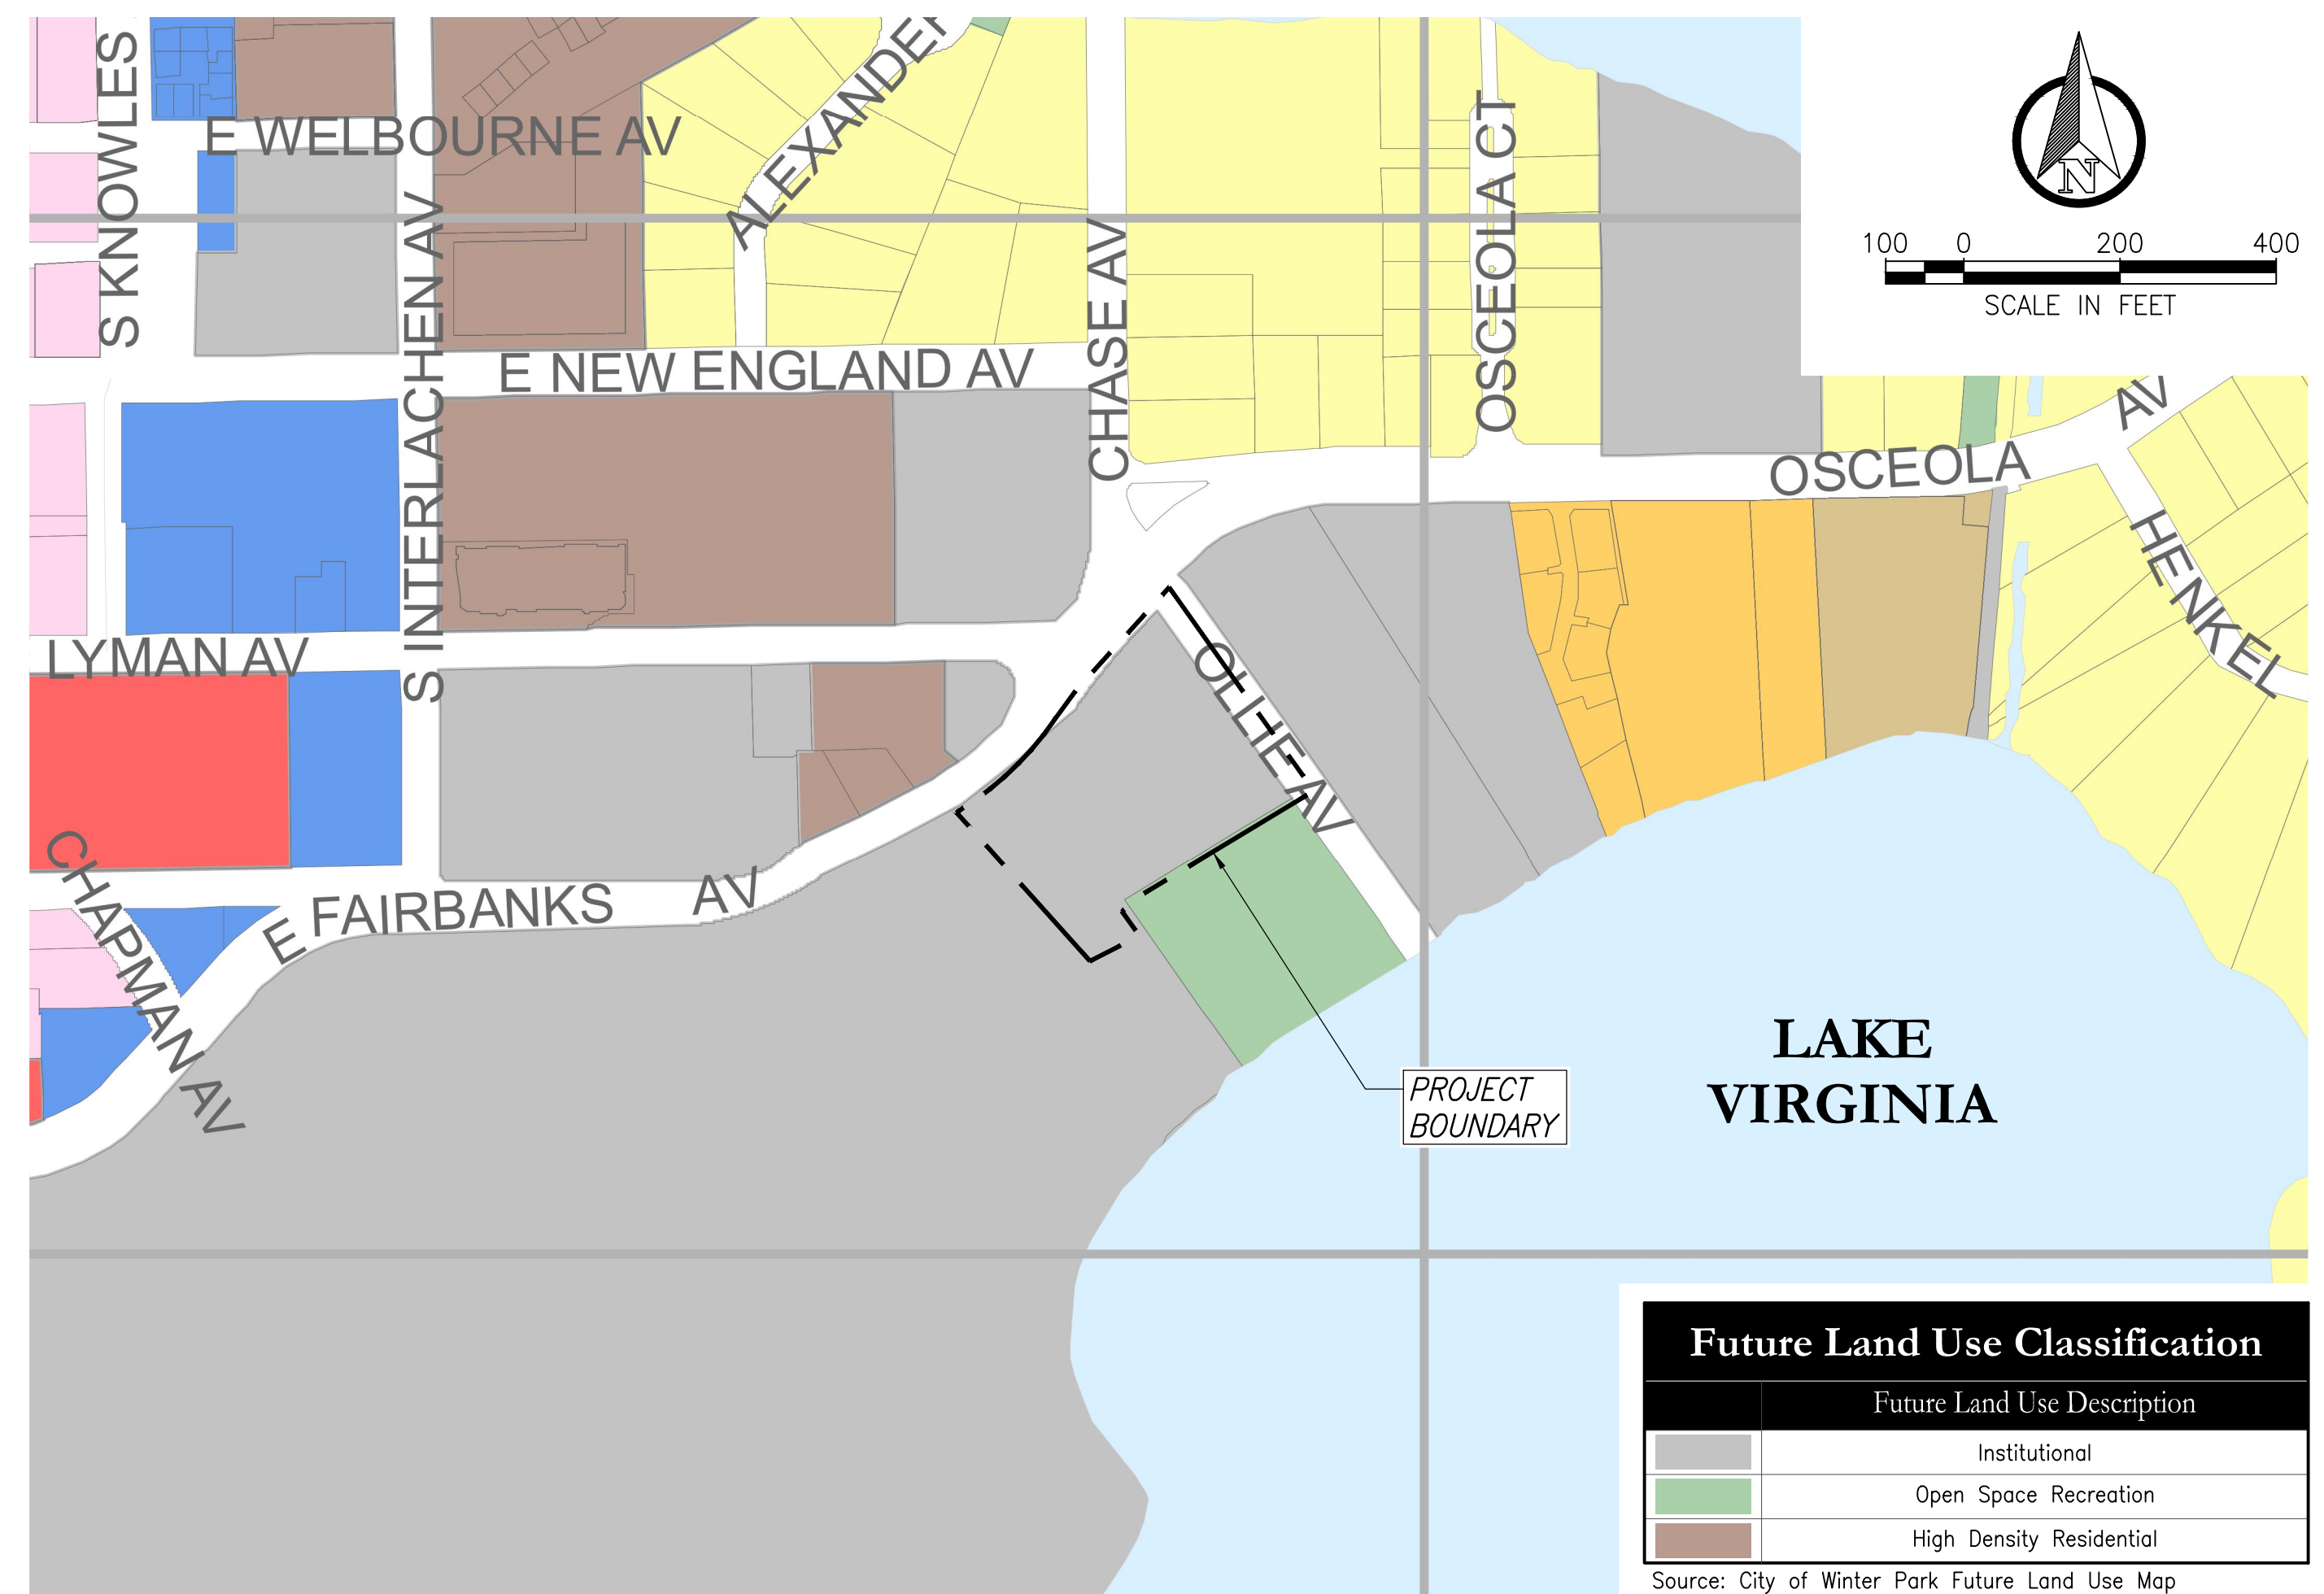 S KNOWLES
E WELBOURNE AV
ALEXANDER
N
100 0 200 400
SCALE IN FEET
S INTERLACHEN AV
E NEW ENGLAND AV
CHASE AV
OSCEOLA CT
OSCEOLA AV
HENKEL
LYMAN AV
OLLIE AV
CHAPMAN AV
E FAIRBANKS AV
LAKE
VIRGINIA
PROJECT
BOUNDARY
Future Land Use Classification
Future Land Use Description
Institutional
Open Space Recreation
High Density Residential
Source: City of Winter Park Future Land Use Map